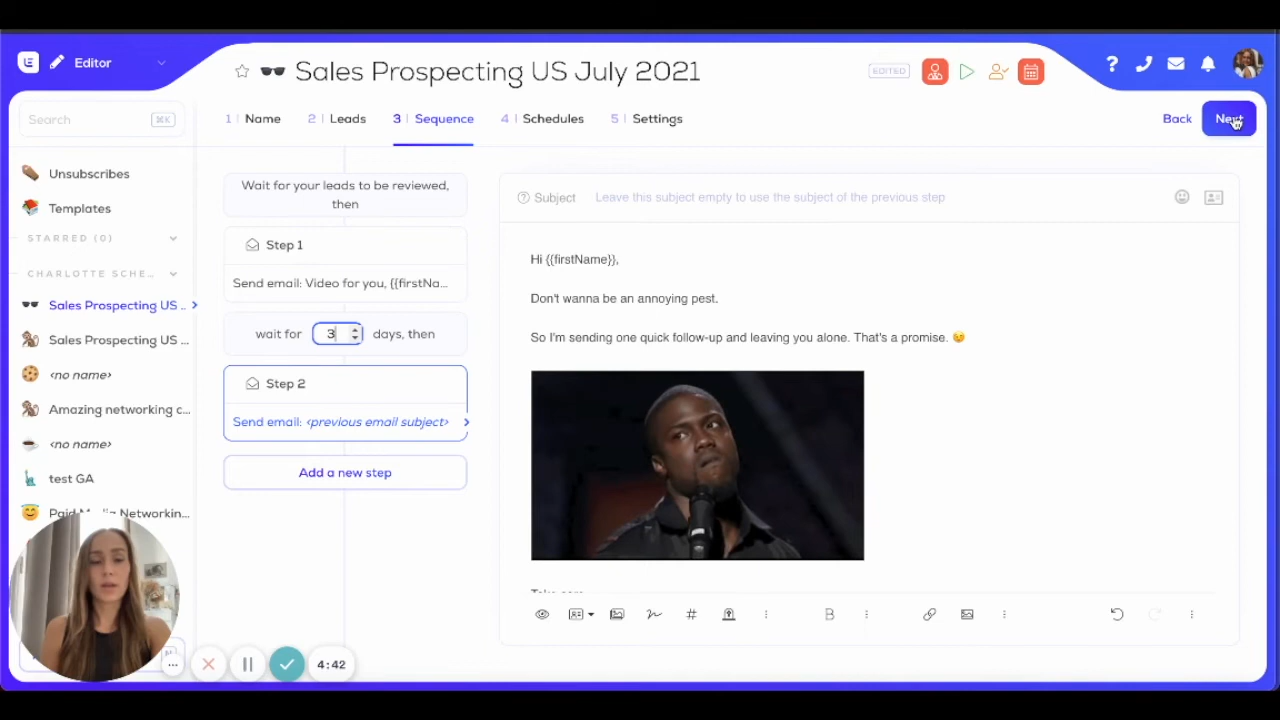 Editor
🕶️ Sales Prospecting US July 2021
EDITED
Search
⌘K
1 | Name
2 | Leads
3 | Sequence
4 | Schedules
5 | Settings
Back
Next
Unsubscribes
Templates
STARRED (0)
CHARLOTTE SCHE...
Sales Prospecting US ..
Sales Prospecting US ...
<no name>
Amazing networking c...
<no name>
test GA
Paid Media Networkin...
Wait for your leads to be reviewed,
then
Step 1
Send email: Video for you, {{firstNa...
wait for 3 days, then
Step 2
Send email: <previous email subject>
Add a new step
Subject
Leave this subject empty to use the subject of the previous step
Hi {{firstName}},
Don't wanna be an annoying pest.
So I'm sending one quick follow-up and leaving you alone. That's a promise. 😉
B
4:42